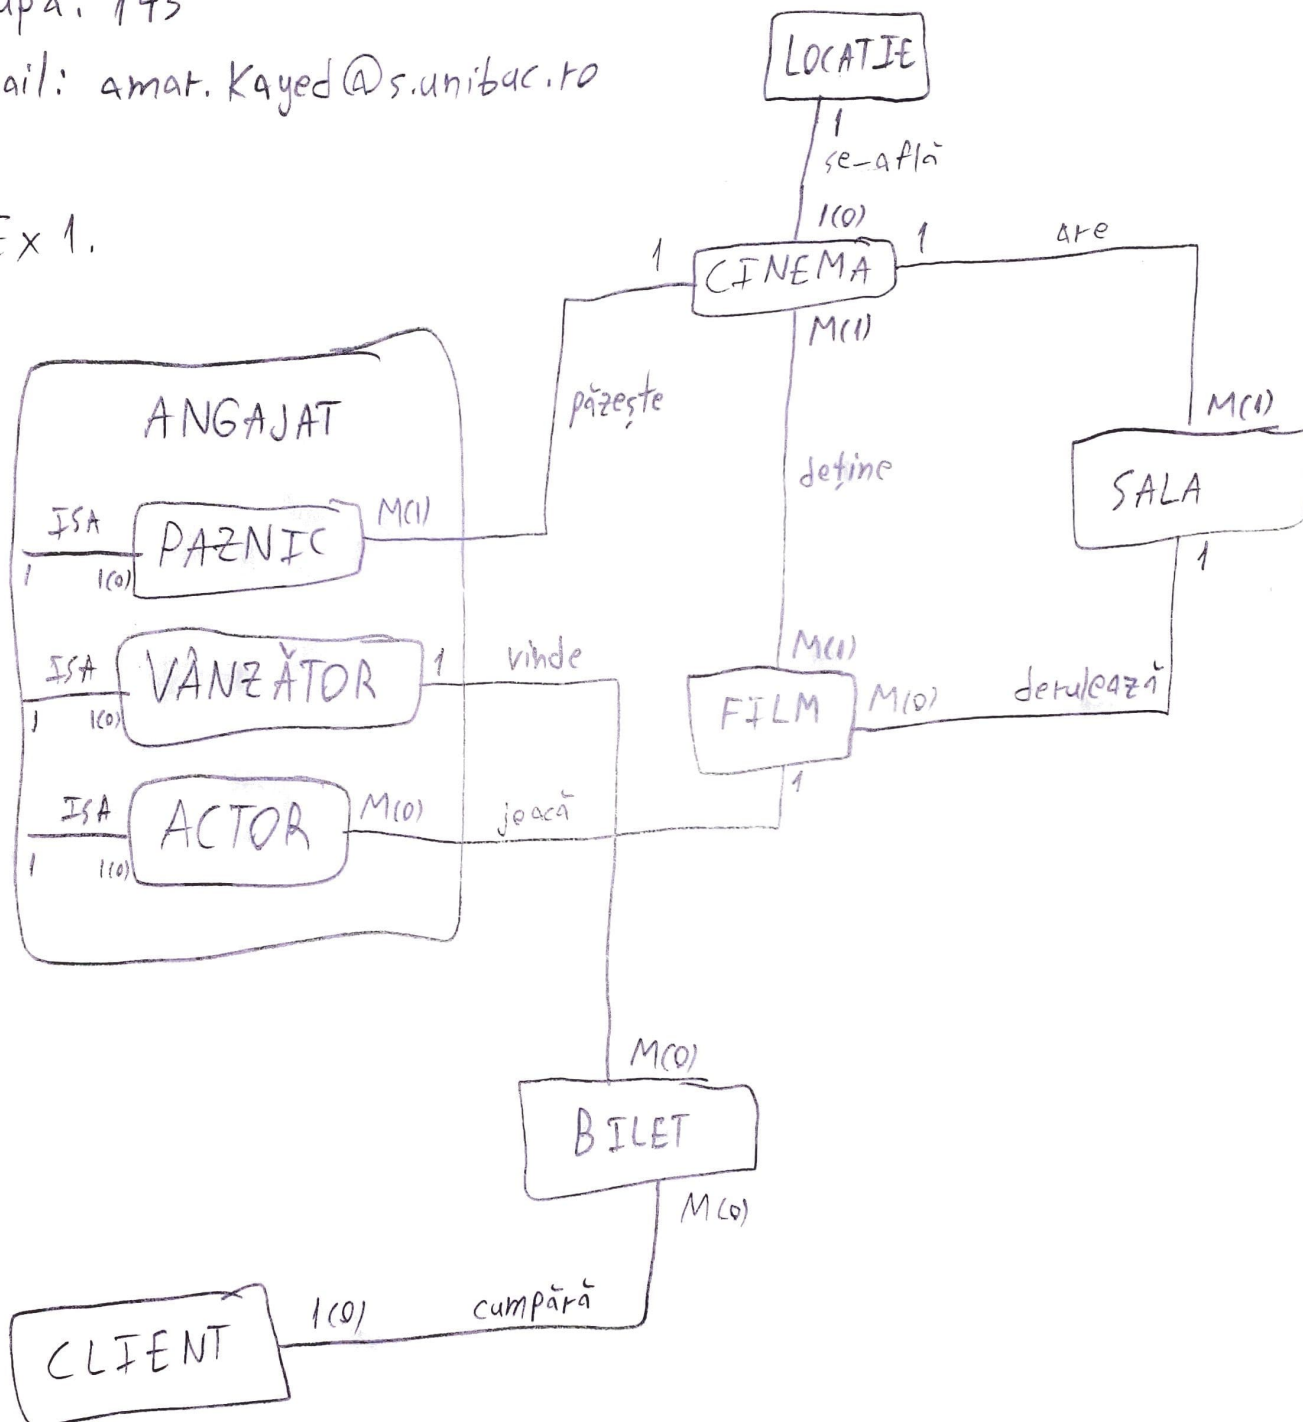 upa: 143
ail: amar.Kayed@s.unibuc.ro
Ex 1.
LOCATIE
1
se-află
1(0)
CINEMA
1
1
are
M(1)
păzește
deține
M(1)
SALA
1
ANGAJAT
ISA
1
1(0)
PAZNIC
M(1)
ISA
1
1(0)
VÂNZĂTOR
1
vinde
M(1)
FILM
M(0)
derulează
1
ISA
1
1(0)
ACTOR
M(0)
joacă
M(0)
BILET
M(0)
CLIENT
1(0)
cumpără